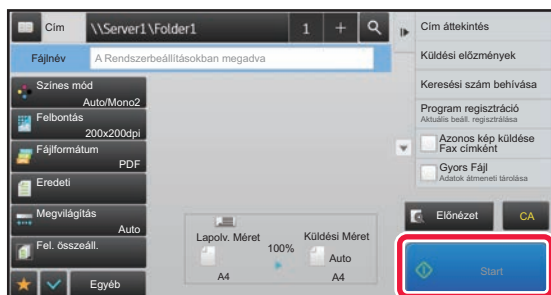 Cím
\\Server1\Folder1
1
+
Fájlnév
A Rendszerbeállításokban megadva
Színes mód
Auto/Mono2
Felbontás
200x200dpi
Fájlformátum
PDF
Eredeti
Megvilágítás
Auto
Fel. összeáll.
Egyéb
Lapolv. Méret
A4
100%
Küldési Méret
Auto
A4
Cím áttekintés
Küldési előzmények
Keresési szám behívása
Program regisztráció
Aktuális beáll. regisztrálása
Azonos kép küldése
Fax címként
Gyors Fájl
Adatok átmeneti tárolása
Előnézet
CA
Start